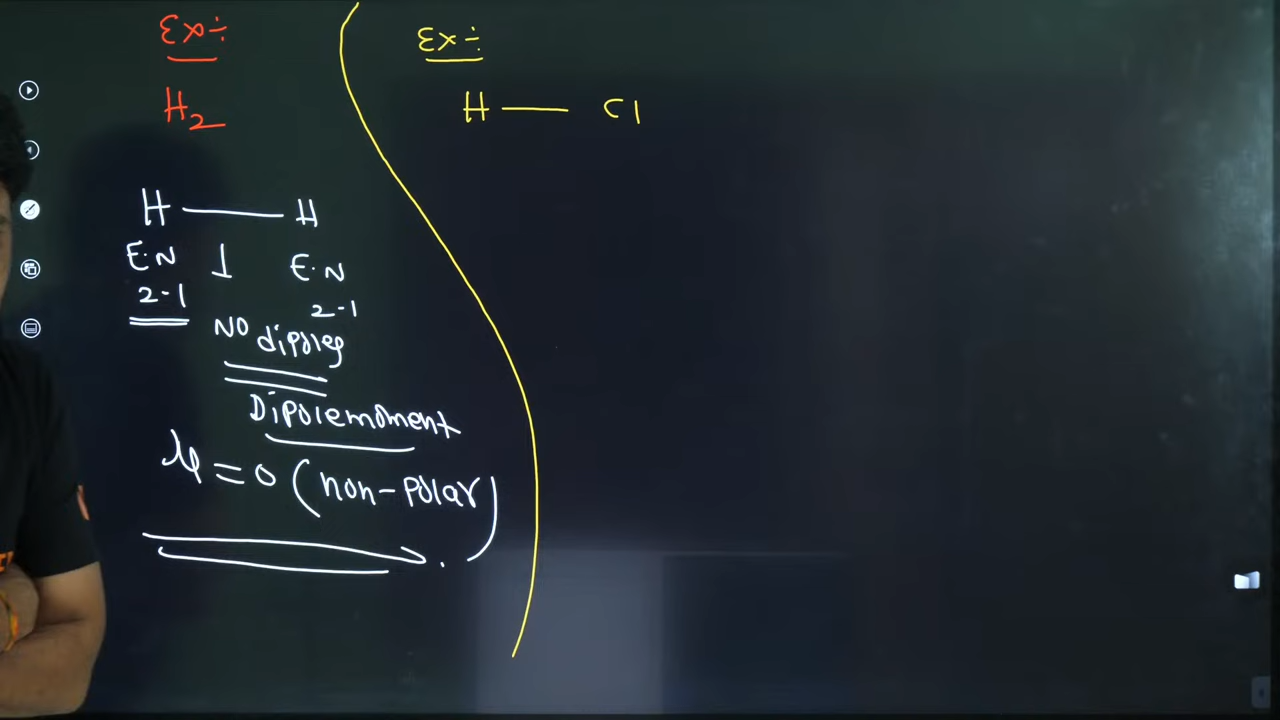 Ex ÷
H2
H — H
E.N 1 E.N
2-1 2-1
NO dipoles
Dipolemoment
μ = 0 (non-polar)
Ex ÷
H — Cl